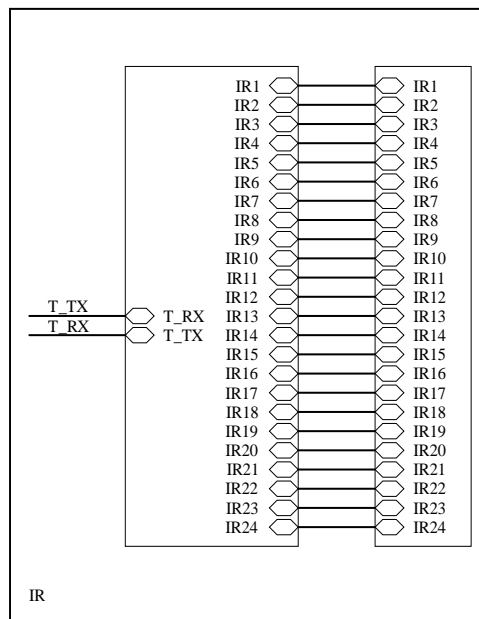 IR1 IR1
IR2 IR2
IR3 IR3
IR4 IR4
IR5 IR5
IR6 IR6
IR7 IR7
IR8 IR8
IR9 IR9
IR10 IR10
IR11 IR11
IR12 IR12
T_TX T_RX IR13 IR13
T_RX T_TX IR14 IR14
IR15 IR15
IR16 IR16
IR17 IR17
IR18 IR18
IR19 IR19
IR20 IR20
IR21 IR21
IR22 IR22
IR23 IR23
IR24 IR24
IR